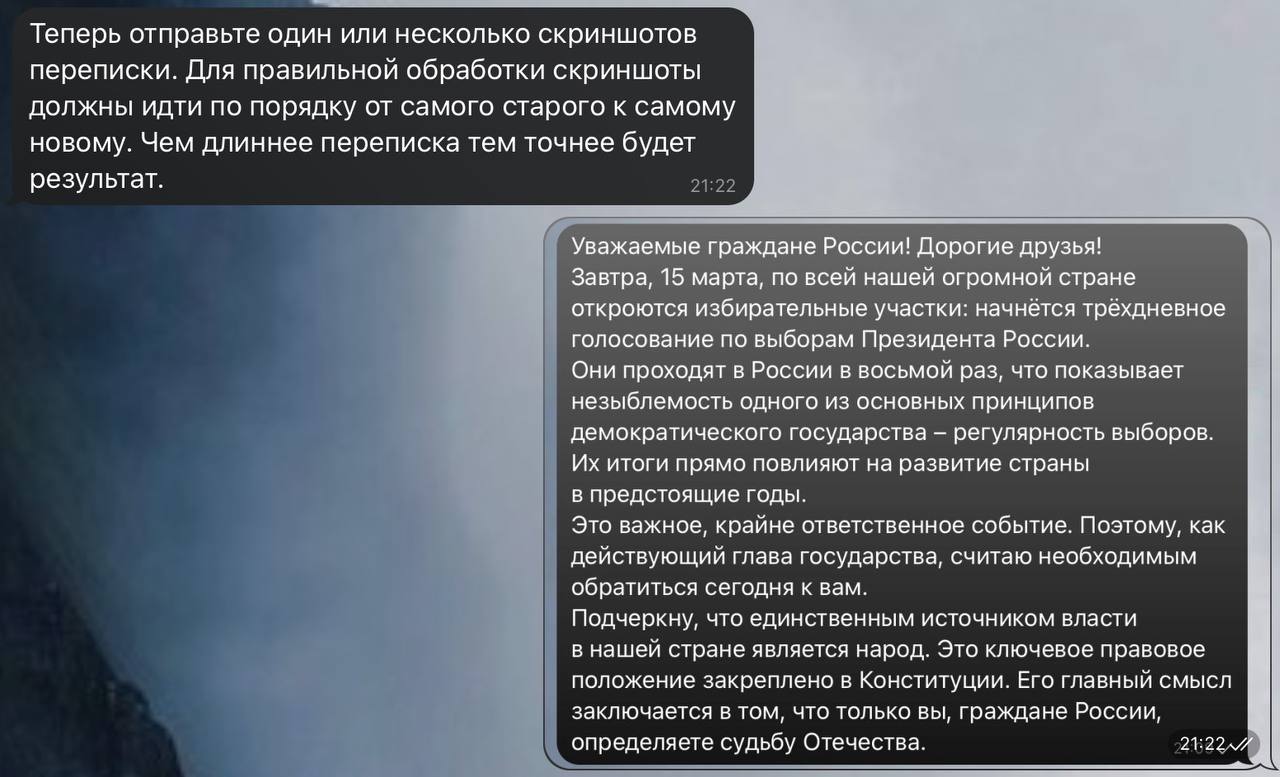 Теперь отправьте один или несколько скриншотов
переписки. Для правильной обработки скриншоты
должны идти по порядку от самого старого к самому
новому. Чем длиннее переписка тем точнее будет
результат.
21:22
Уважаемые граждане России! Дорогие друзья!
Завтра, 15 марта, по всей нашей огромной стране
откроются избирательные участки: начнётся трёхдневное
голосование по выборам Президента России.
Они проходят в России в восьмой раз, что показывает
незыблемость одного из основных принципов
демократического государства – регулярность выборов.
Их итоги прямо повлияют на развитие страны
в предстоящие годы.
Это важное, крайне ответственное событие. Поэтому, как
действующий глава государства, считаю необходимым
обратиться сегодня к вам.
Подчеркну, что единственным источником власти
в нашей стране является народ. Это ключевое правовое
положение закреплено в Конституции. Его главный смысл
заключается в том, что только вы, граждане России,
определяете судьбу Отечества.
21:22